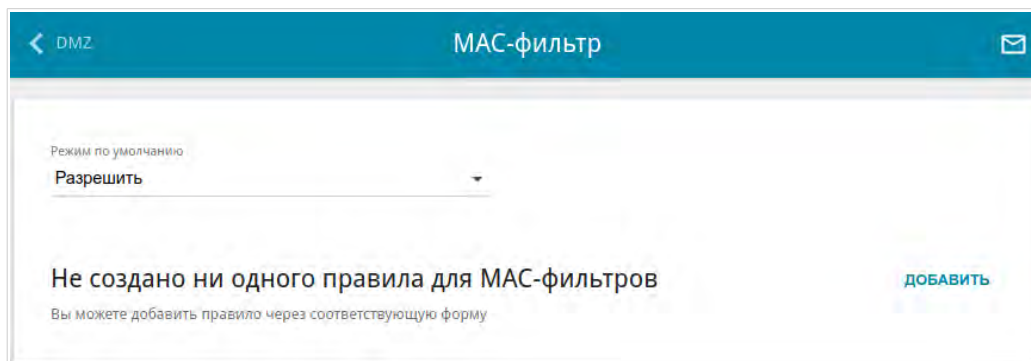 DMZ
MAC-фильтр
Режим по умолчанию
Разрешить
Не создано ни одного правила для MAC-фильтров
ДОБАВИТЬ
Вы можете добавить правило через соответствующую форму